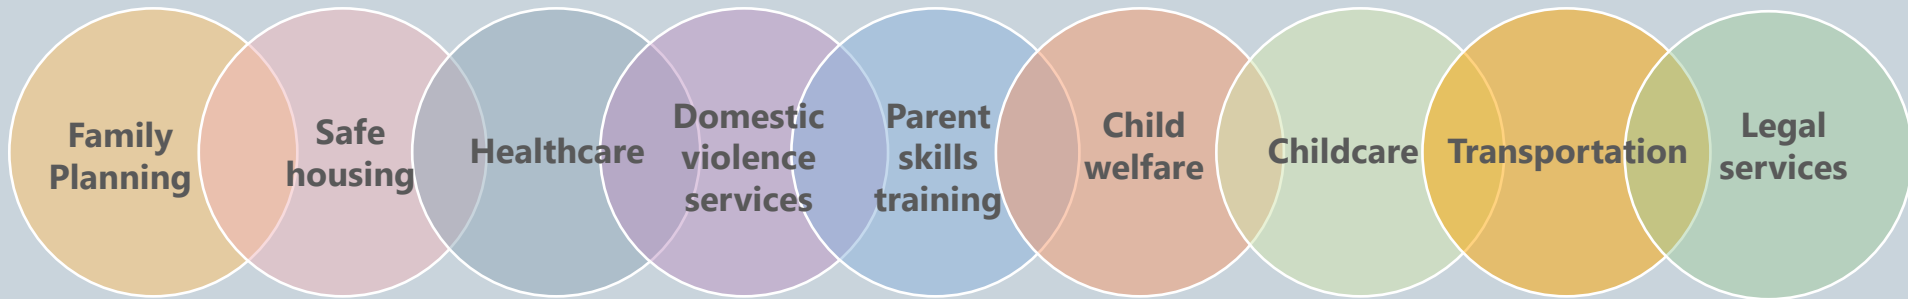 Family
Planning
Safe
housing
Healthcare
Domestic
violence
services
Parent
skills
training
Child
welfare
Childcare
Transportation
Legal
services